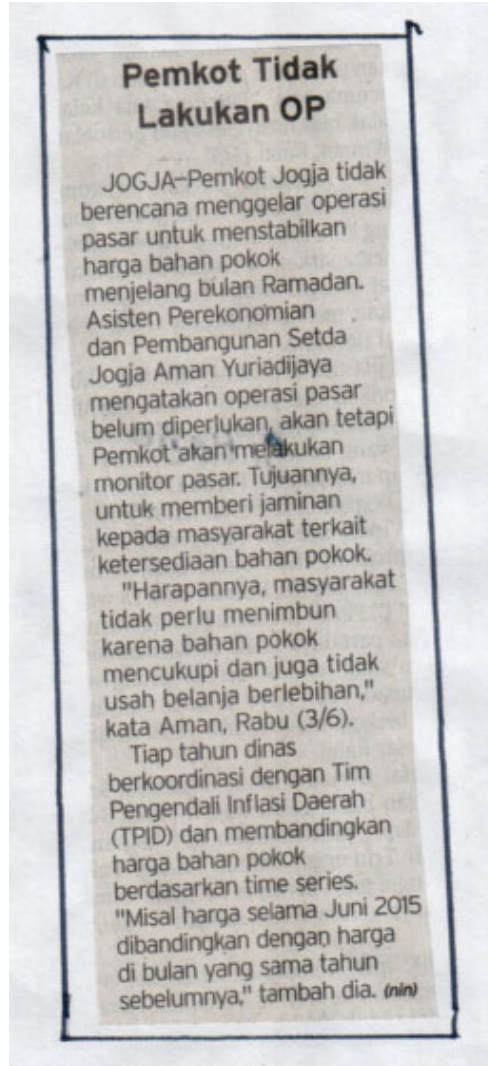 Pemkot Tidak
Lakukan OP
JOGJA–Pemkot Jogja tidak
berencana menggelar operasi
pasar untuk menstabilkan
harga bahan pokok
menjelang bulan Ramadan.
Asisten Perekonomian
dan Pembangunan Setda
Jogja Aman Yuriadijaya
mengatakan operasi pasar
belum diperlukan, akan tetapi
Pemkot akan melakukan
monitor pasar. Tujuannya,
untuk memberi jaminan
kepada masyarakat terkait
ketersediaan bahan pokok.
"Harapannya, masyarakat
tidak perlu menimbun
karena bahan pokok
mencukupi dan juga tidak
usah belanja berlebihan,"
kata Aman, Rabu (3/6).
Tiap tahun dinas
berkoordinasi dengan Tim
Pengendali Inflasi Daerah
(TPID) dan membandingkan
harga bahan pokok
berdasarkan time series.
"Misal harga selama Juni 2015
dibandingkan dengan harga
di bulan yang sama tahun
sebelumnya," tambah dia. (nin)